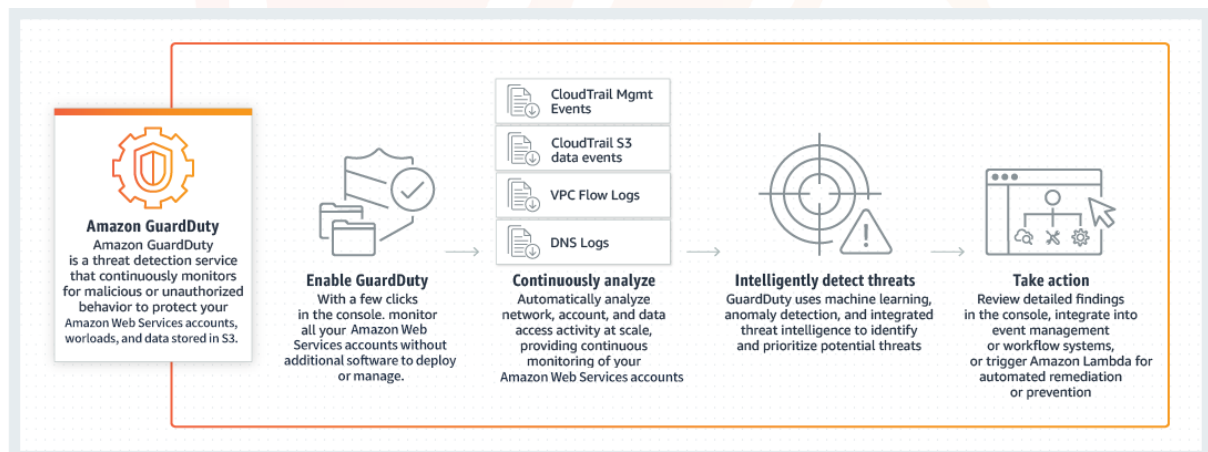 Amazon GuardDuty
Amazon GuardDuty
is a threat detection service
that continuously monitors
for malicious or unauthorized
behavior to protect your
Amazon Web Services accounts,
worloads, and data stored in S3.
Enable GuardDuty
With a few clicks
in the console. monitor
all your Amazon Web
Services accounts without
additional software to deploy
or manage.
CloudTrail Mgmt
Events
CloudTrail S3
data events
VPC Flow Logs
DNS Logs
Continuously analyze
Automatically analyze
network, account, and data
access activity at scale,
providing continuous
monitoring of your
Amazon Web Services accounts
Intelligently detect threats
GuardDuty uses machine learning,
anomaly detection, and integrated
threat intelligence to identify
and prioritize potential threats
Take action
Review detailed findings
in the console, integrate into
event management
or workflow systems,
or trigger Amazon Lambda for
automated remediation
or prevention